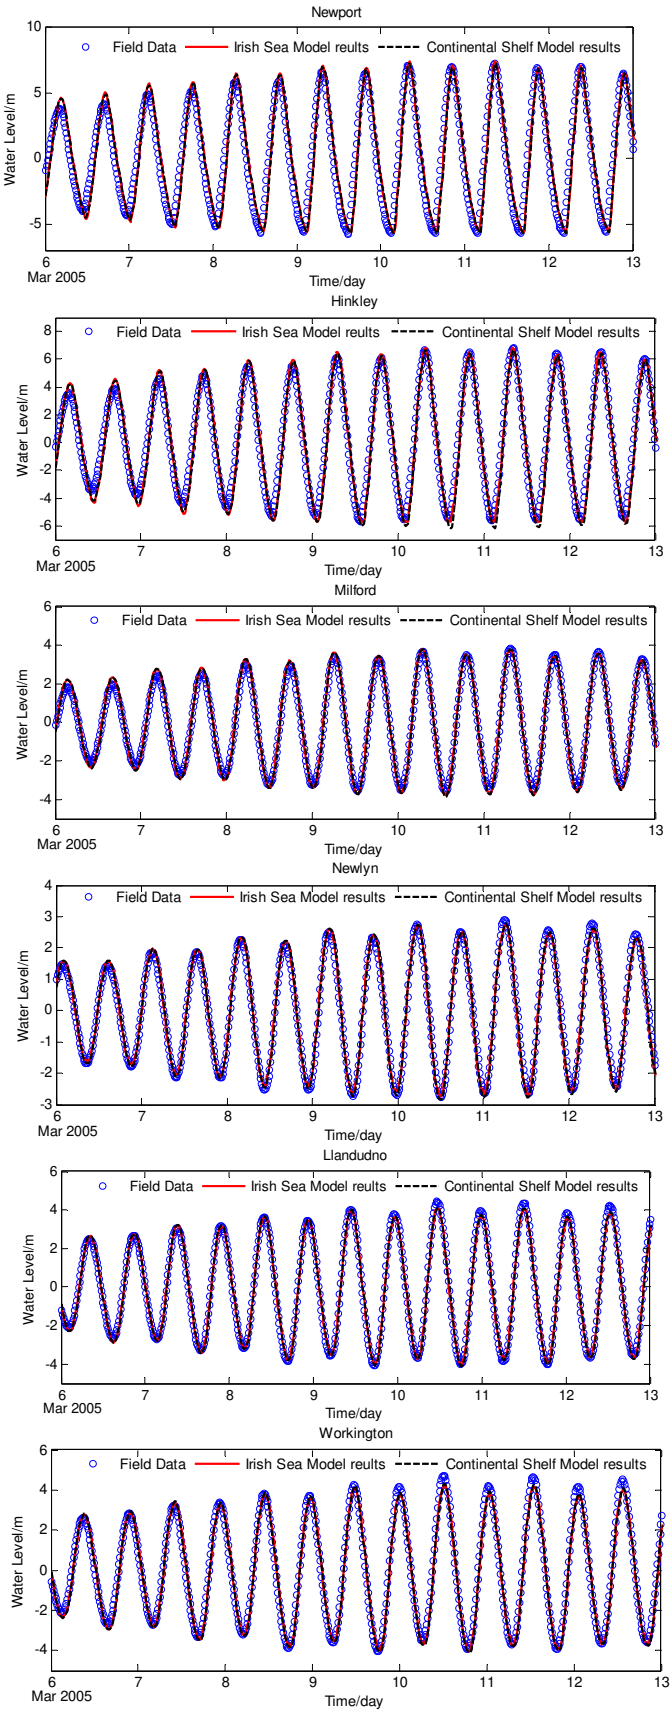 Newport
10
Field Data Irish Sea Model reults Continental Shelf Model results
5
Water Level/m
0
-5
6 7 8 9 10 11 12 13
Mar 2005
Time/day
Hinkley
8
Field Data Irish Sea Model reults Continental Shelf Model results
6
4
2
Water Level/m
0
-2
-4
-6
6 7 8 9 10 11 12 13
Mar 2005
Time/day
Milford
6
Field Data Irish Sea Model results Continental Shelf Model results
4
2
Water Level/m
0
-2
-4
6 7 8 9 10 11 12 13
Mar 2005
Time/day
Newlyn
4
Field Data Irish Sea Model reults Continental Shelf Model results
3
2
1
Water Level/m
0
-1
-2
-3
6 7 8 9 10 11 12 13
Mar 2005
Time/day
Llandudno
6
Field Data Irish Sea Model reults Continental Shelf Model results
4
2
Water Level/m
0
-2
-4
6 7 8 9 10 11 12 13
Mar 2005
Time/day
Workington
6
Field Data Irish Sea Model reults Continental Shelf Model results
4
2
Water Level/m
0
-2
-4
6 7 8 9 10 11 12 13
Mar 2005
Time/day